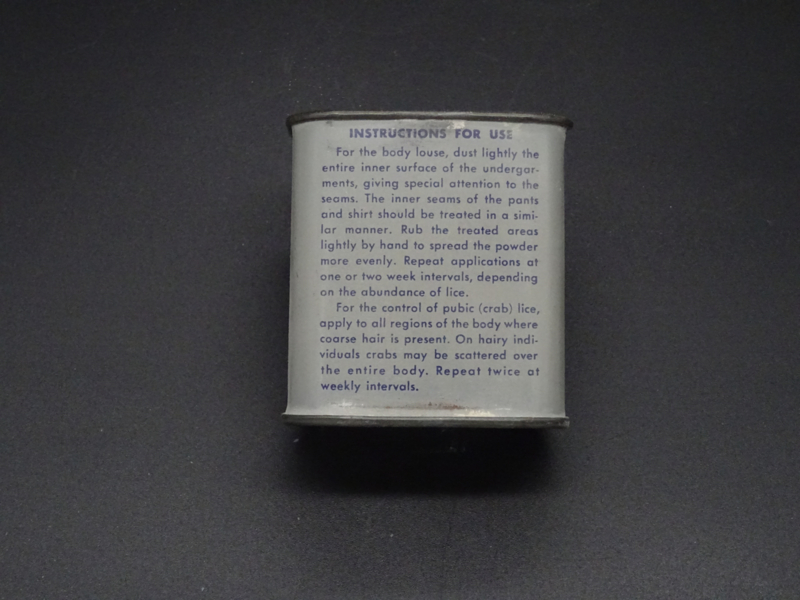 INSTRUCTIONS FOR USE
For the body louse, dust lightly the
entire inner surface of the undergar-
ments, giving special attention to the
seams. The inner seams of the pants
and shirt should be treated in a simi-
lar manner. Rub the treated areas
lightly by hand to spread the powder
more evenly. Repeat applications at
one or two week intervals, depending
on the abundance of lice.
For the control of pubic (crab) lice,
apply to all regions of the body where
coarse hair is present. On hairy indi-
viduals crabs may be scattered over
the entire body. Repeat twice at
weekly intervals.